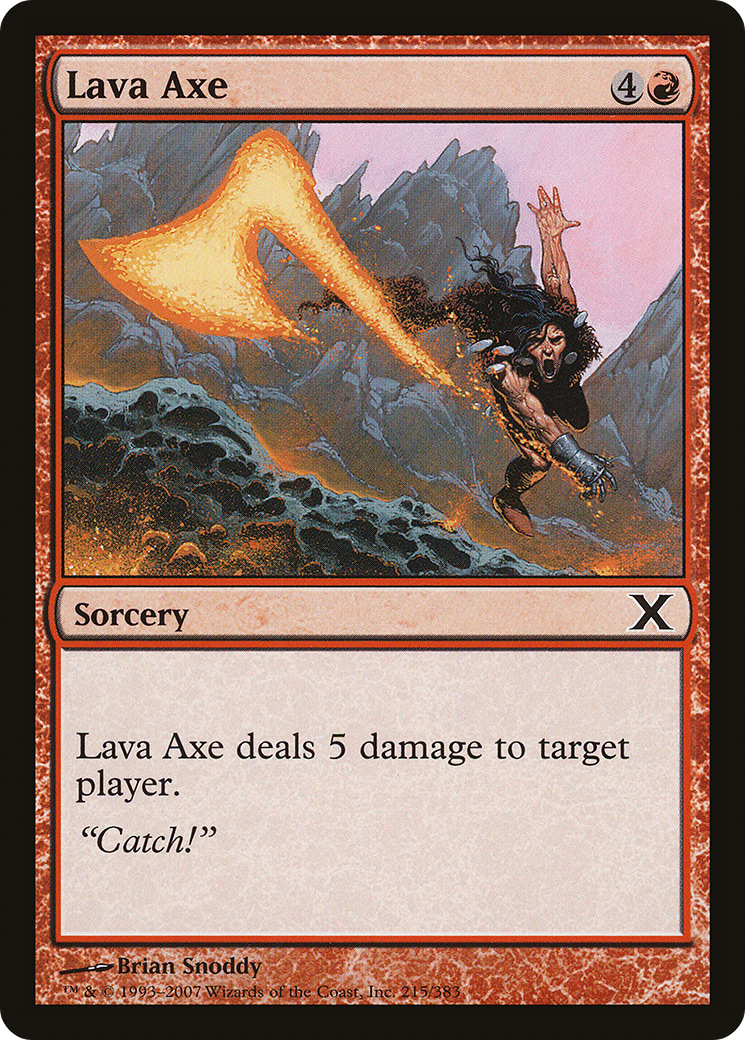 Lava Axe 4
Sorcery X
Lava Axe deals 5 damage to target
player.
“Catch!”
Brian Snoddy
™ & © 1993–2007 Wizards of the Coast, Inc. 215/383